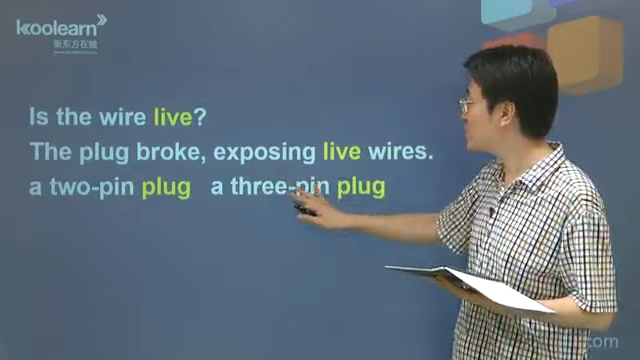 koolearn
新东方在线
Is the wire live?
The plug broke, exposing live wires.
a two-pin plug a three-pin plug
com